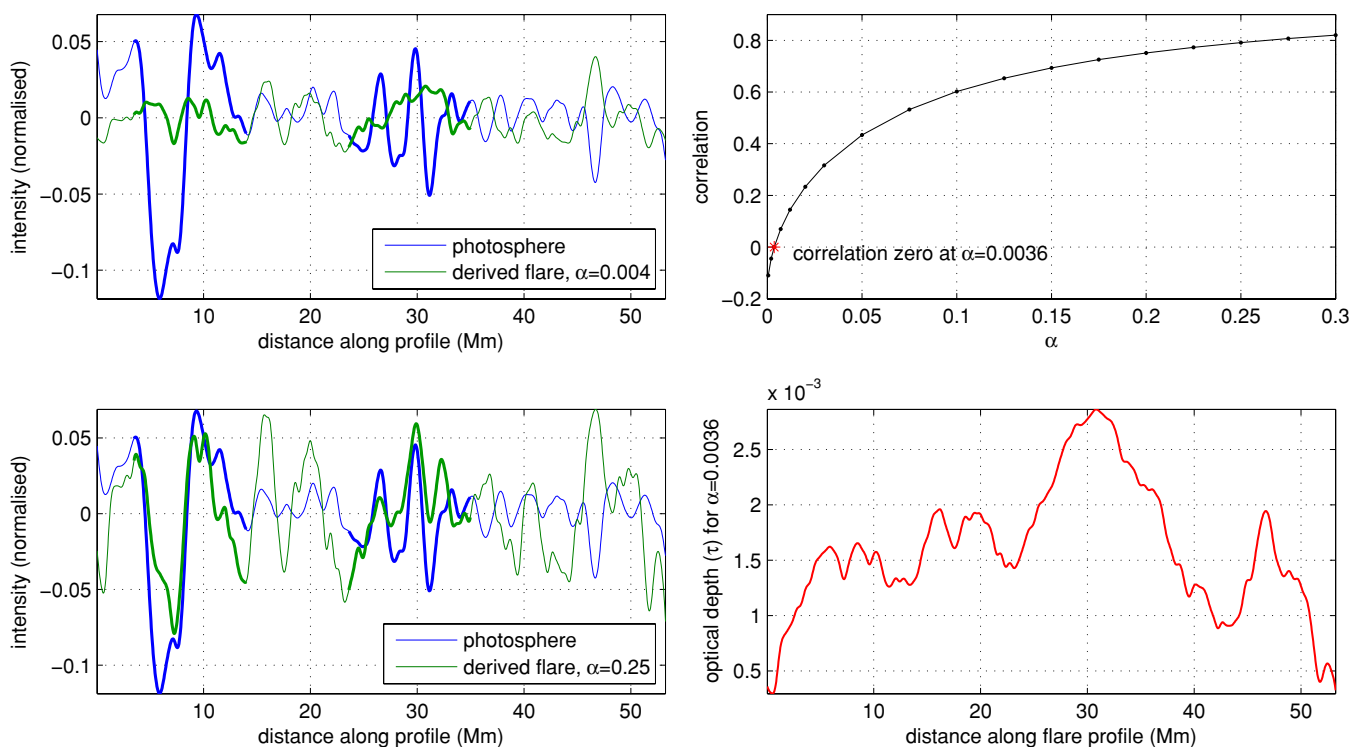 0.05
0
−0.05
−0.1
intensity (normalised)
10 20 30 40 50
distance along profile (Mm)
photosphere
derived flare, α=0.004
0.8
0.6
0.4
0.2
0
−0.2
correlation
correlation zero at α=0.0036
0 0.05 0.1 0.15 0.2 0.25 0.3
α
0.05
0
−0.05
−0.1
intensity (normalised)
10 20 30 40 50
distance along profile (Mm)
photosphere
derived flare, α=0.25
x 10⁻³
2.5
2
1.5
1
0.5
optical depth (τ) for α=0.0036
10 20 30 40 50
distance along flare profile (Mm)